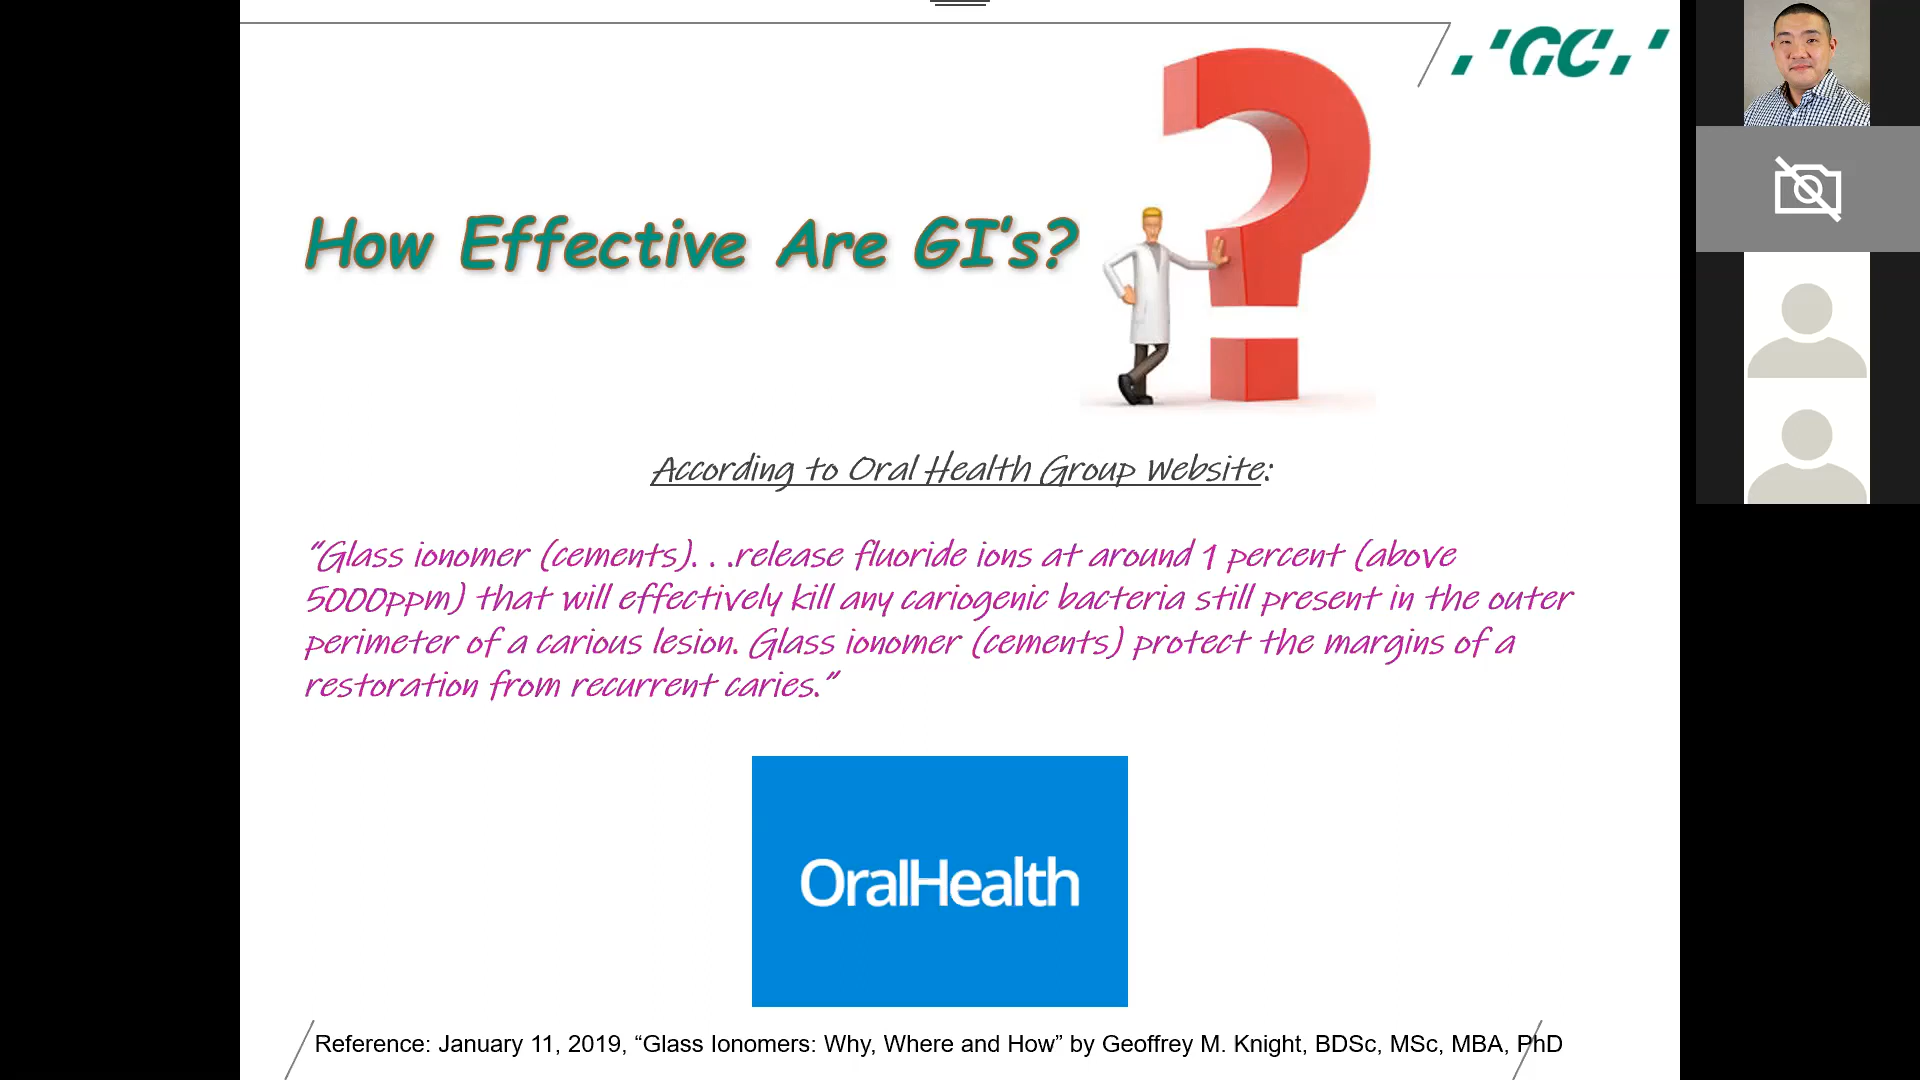 GC
How Effective Are GI's?
According to Oral Health Group Website:
"Glass ionomer (cements). . .release fluoride ions at around 1 percent (above
5000ppm) that will effectively kill any cariogenic bacteria still present in the outer
perimeter of a carious lesion. Glass ionomer (cements) protect the margins of a
restoration from recurrent caries."
OralHealth
Reference: January 11, 2019, “Glass Ionomers: Why, Where and How” by Geoffrey M. Knight, BDSc, MSc, MBA, PhD